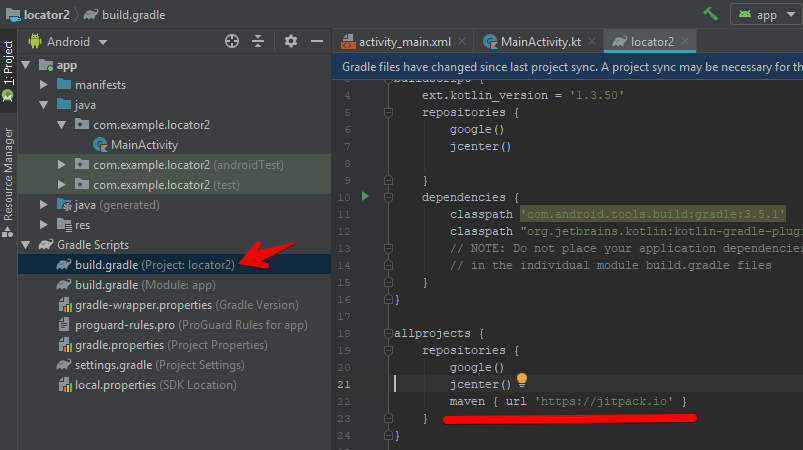 locator2 build.gradle
app
1: Project
Resource Manager
Android
app
manifests
java
com.example.locator2
MainActivity
com.example.locator2 (androidTest)
com.example.locator2 (test)
java (generated)
res
Gradle Scripts
build.gradle (Project: locator2)
build.gradle (Module: app)
gradle-wrapper.properties (Gradle Version)
proguard-rules.pro (ProGuard Rules for app)
gradle.properties (Project Properties)
settings.gradle (Project Settings)
local.properties (SDK Location)
activity_main.xml MainActivity.kt locator2
Gradle files have changed since last project sync. A project sync may be necessary for th
3 buildscript {
4 ext.kotlin_version = '1.3.50'
5 repositories {
6 google()
7 jcenter()
8
9 }
10 dependencies {
11 classpath 'com.android.tools.build:gradle:3.5.1'
12 classpath "org.jetbrains.kotlin:kotlin-gradle-plugi
13 // NOTE: Do not place your application dependencies
14 // in the individual module build.gradle files
15 }
16 }
17
18 allprojects {
19 repositories {
20 google()
21 jcenter()
22 maven { url 'https://jitpack.io' }
23 }
24 }